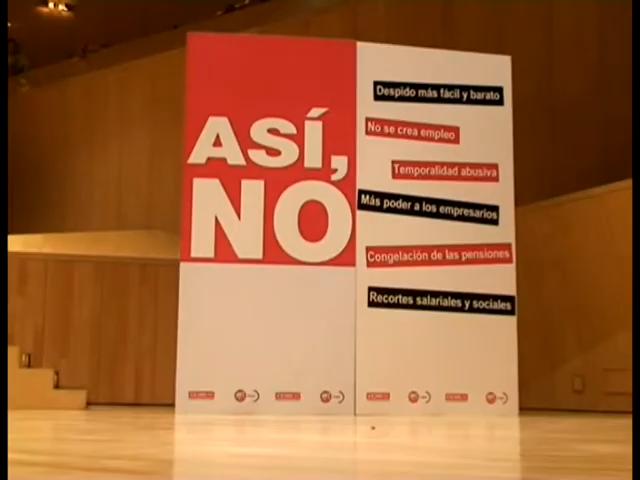 ASÍ,
NO
Despido más fácil y barato
No se crea empleo
Temporalidad abusiva
Más poder a los empresarios
Congelación de las pensiones
Recortes salariales y sociales